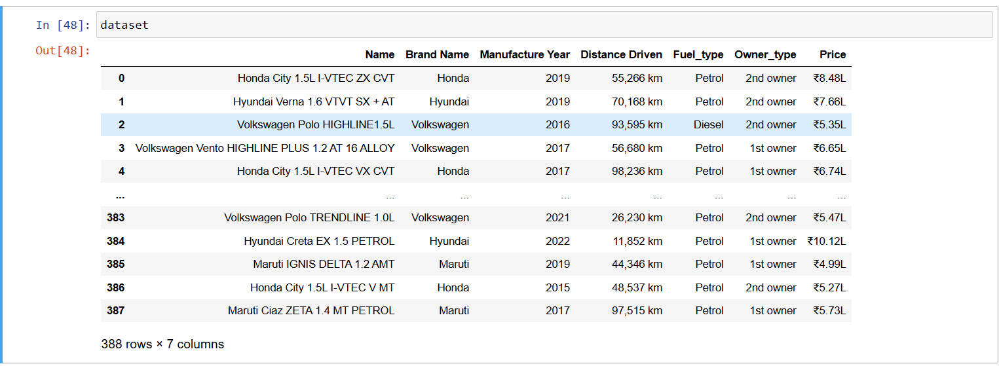 In [48]: dataset
Out[48]:
Name Brand Name Manufacture Year Distance Driven Fuel_type Owner_type Price
0 Honda City 1.5L I-VTEC ZX CVT Honda 2019 55,266 km Petrol 2nd owner ₹8.48L
1 Hyundai Verna 1.6 VTVT SX + AT Hyundai 2019 70,168 km Petrol 2nd owner ₹7.66L
2 Volkswagen Polo HIGHLINE1.5L Volkswagen 2016 93,595 km Diesel 2nd owner ₹5.35L
3 Volkswagen Vento HIGHLINE PLUS 1.2 AT 16 ALLOY Volkswagen 2017 56,680 km Petrol 1st owner ₹6.65L
4 Honda City 1.5L I-VTEC VX CVT Honda 2017 98,236 km Petrol 1st owner ₹6.74L
... ... ... ... ... ... ... ...
383 Volkswagen Polo TRENDLINE 1.0L Volkswagen 2021 26,230 km Petrol 2nd owner ₹5.47L
384 Hyundai Creta EX 1.5 PETROL Hyundai 2022 11,852 km Petrol 1st owner ₹10.12L
385 Maruti IGNIS DELTA 1.2 AMT Maruti 2019 44,346 km Petrol 1st owner ₹4.99L
386 Honda City 1.5L I-VTEC V MT Honda 2015 48,537 km Petrol 2nd owner ₹5.27L
387 Maruti Ciaz ZETA 1.4 MT PETROL Maruti 2017 97,515 km Petrol 1st owner ₹5.73L
388 rows × 7 columns